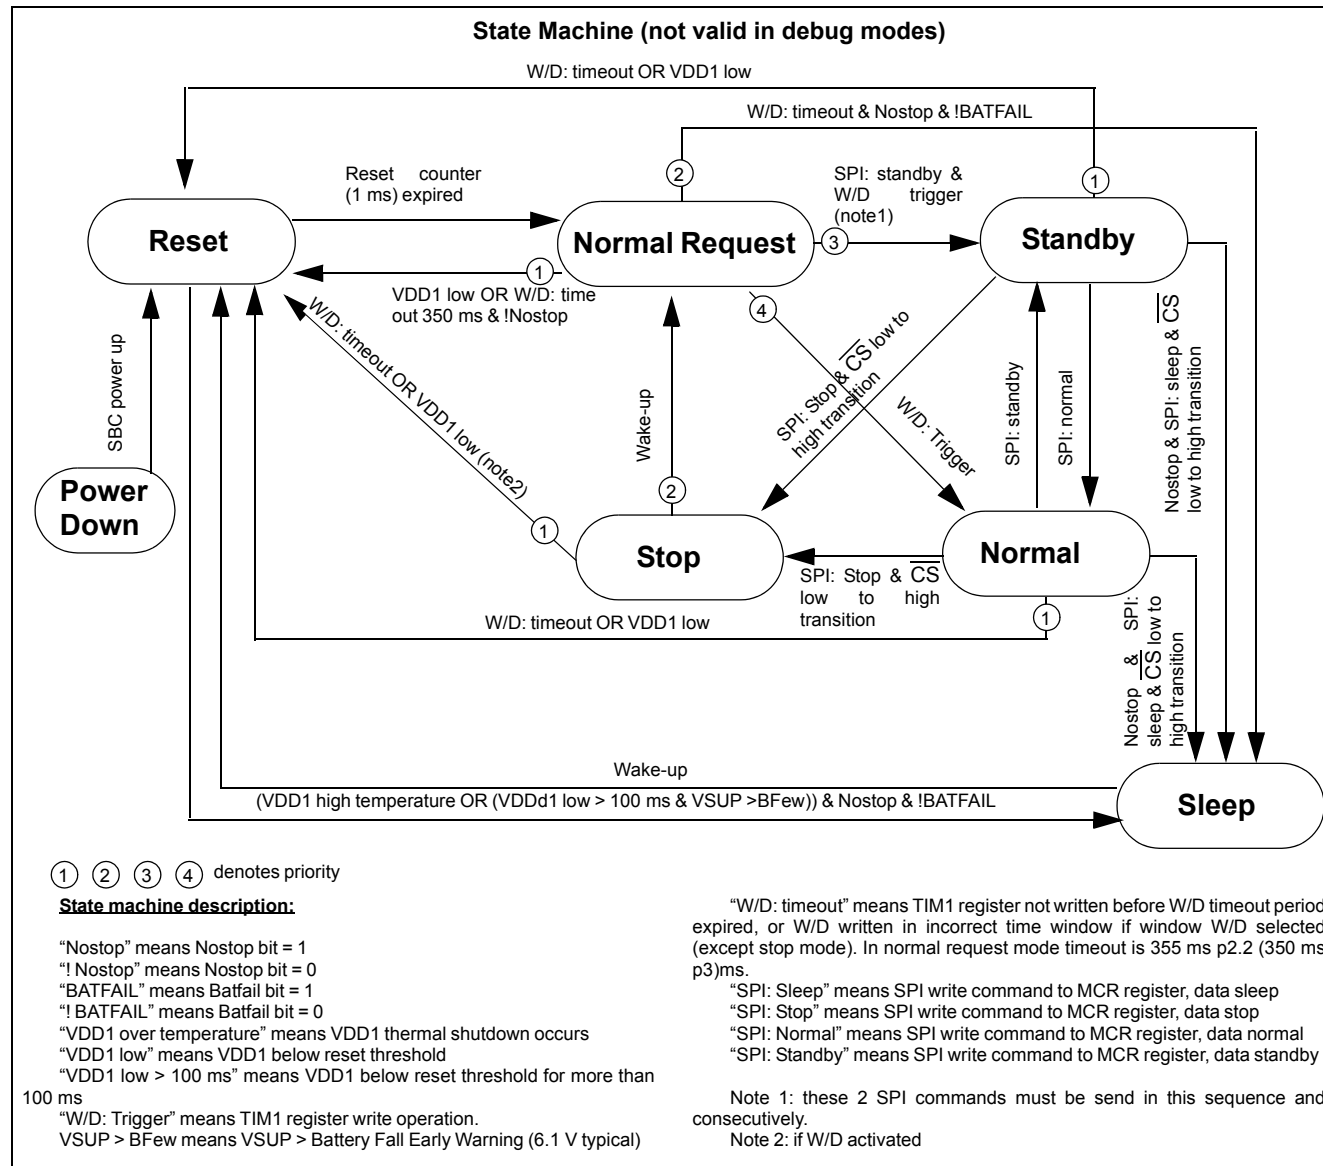 State Machine (not valid in debug modes)
W/D: timeout OR VDD1 low
W/D: timeout & Nostop & !BATFAIL
2
1
Reset counter
(1 ms) expired
SPI: standby &
W/D trigger
(note1)
Reset
Normal Request
3
Standby
1
VDD1 low OR W/D: time
out 350 ms & !Nostop
4
SBC power up
W/D: timeout OR VDD1 low (note2)
Wake-up
SPI: Stop & CS low to
high transition
W/D: Trigger
SPI: standby
SPI: normal
Nostop & SPI: sleep & CS
low to high transition
Power
Down
2
1
Stop
Normal
SPI: Stop & CS
low to high
transition
1
W/D: timeout OR VDD1 low
Nostop & SPI:
sleep & CS low to
high transition
Wake-up
(VDD1 high temperature OR (VDDd1 low > 100 ms & VSUP >BFew)) & Nostop & !BATFAIL
Sleep
1 2 3 4 denotes priority
State machine description:
“Nostop” means Nostop bit = 1
“! Nostop” means Nostop bit = 0
“BATFAIL” means Batfail bit = 1
“! BATFAIL” means Batfail bit = 0
“VDD1 over temperature” means VDD1 thermal shutdown occurs
“VDD1 low” means VDD1 below reset threshold
“VDD1 low > 100 ms” means VDD1 below reset threshold for more than
100 ms
“W/D: Trigger” means TIM1 register write operation.
VSUP > BFew means VSUP > Battery Fall Early Warning (6.1 V typical)
“W/D: timeout” means TIM1 register not written before W/D timeout period
expired, or W/D written in incorrect time window if window W/D selected
(except stop mode). In normal request mode timeout is 355 ms p2.2 (350 ms
p3)ms.
“SPI: Sleep” means SPI write command to MCR register, data sleep
“SPI: Stop” means SPI write command to MCR register, data stop
“SPI: Normal” means SPI write command to MCR register, data normal
“SPI: Standby” means SPI write command to MCR register, data standby
Note 1: these 2 SPI commands must be send in this sequence and
consecutively.
Note 2: if W/D activated